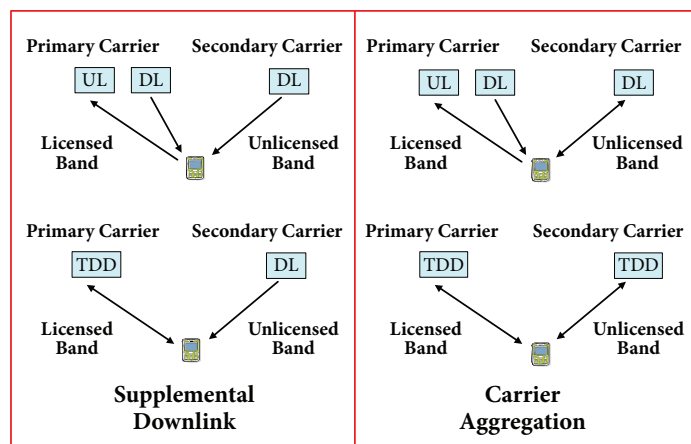 Primary Carrier Secondary Carrier
UL DL DL
Licensed Unlicensed
Band Band
Primary Carrier Secondary Carrier
TDD DL
Licensed Unlicensed
Band Band
Supplemental
Downlink
Primary Carrier Secondary Carrier
UL DL DL
Licensed Unlicensed
Band Band
Primary Carrier Secondary Carrier
TDD TDD
Licensed Unlicensed
Band Band
Carrier
Aggregation